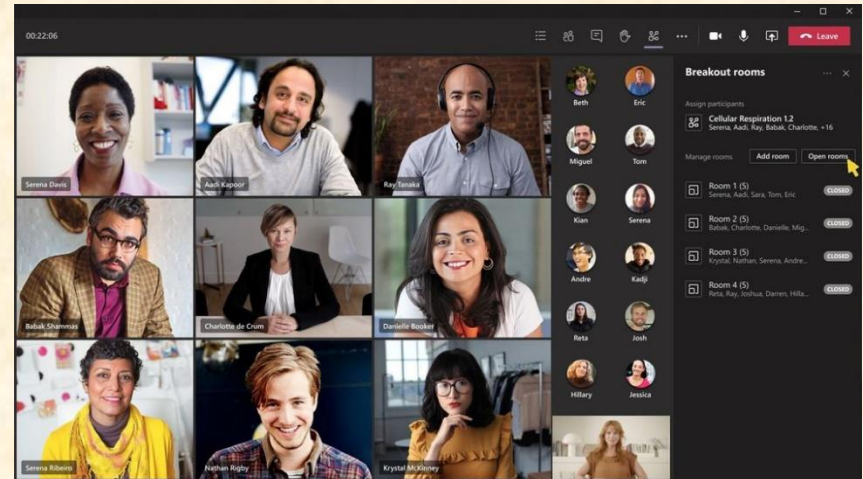 00:22:06
Leave
Serena Davis
Aadi Kapoor
Ray Tanaka
Babak Shammas
Charlotte de Crum
Danielle Booker
Serena Ribeiro
Nathan Rigby
Krystal McKinney
Beth
Eric
Miguel
Tom
Kian
Serena
Andre
Kadji
Reta
Josh
Hillary
Jessica
Breakout rooms
Assign participants
Cellular Respiration 1.2
Serena, Aadi, Ray, Babak, Charlotte, +16
Manage rooms
Add room
Open rooms
Room 1 (5)
Serena, Aadi, Sara, Tom, Eric
CLOSED
Room 2 (5)
Babak, Charlotte, Danielle, Mig...
CLOSED
Room 3 (5)
Krystal, Nathan, Serena, Andre...
CLOSED
Room 4 (5)
Reta, Ray, Joshua, Darren, Hilla...
CLOSED